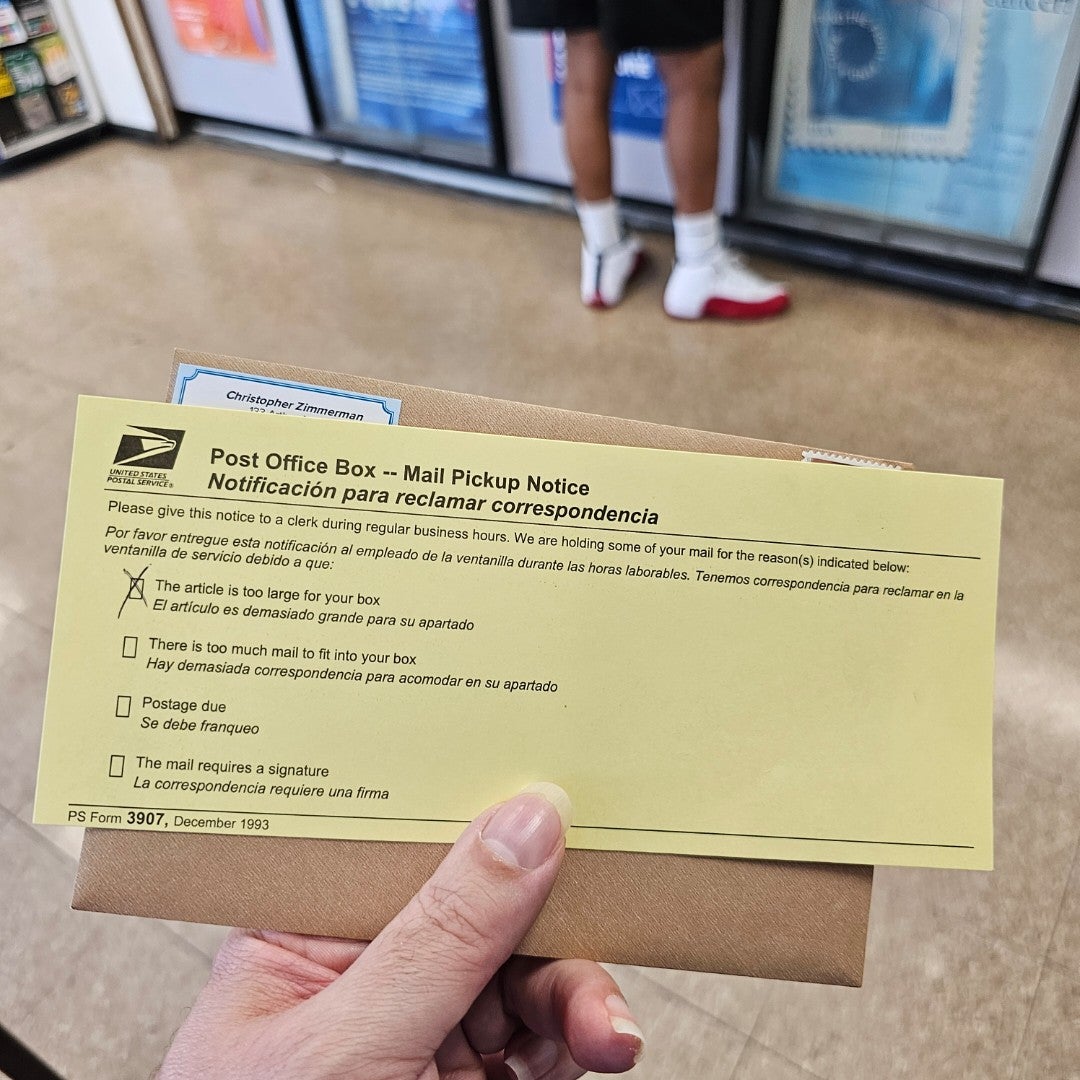 Christopher Zimmerman
UNITED STATES
POSTAL SERVICE®
Post Office Box -- Mail Pickup Notice
Notificación para reclamar correspondencia
Please give this notice to a clerk during regular business hours. We are holding some of your mail for the reason(s) indicated below:
Por favor entregue esta notificación al empleado de la ventanilla durante las horas laborables. Tenemos correspondencia para reclamar en la
ventanilla de servicio debido a que:
The article is too large for your box
El artículo es demasiado grande para su apartado
There is too much mail to fit into your box
Hay demasiada correspondencia para acomodar en su apartado
Postage due
Se debe franqueo
The mail requires a signature
La correspondencia requiere una firma
PS Form 3907, December 1993